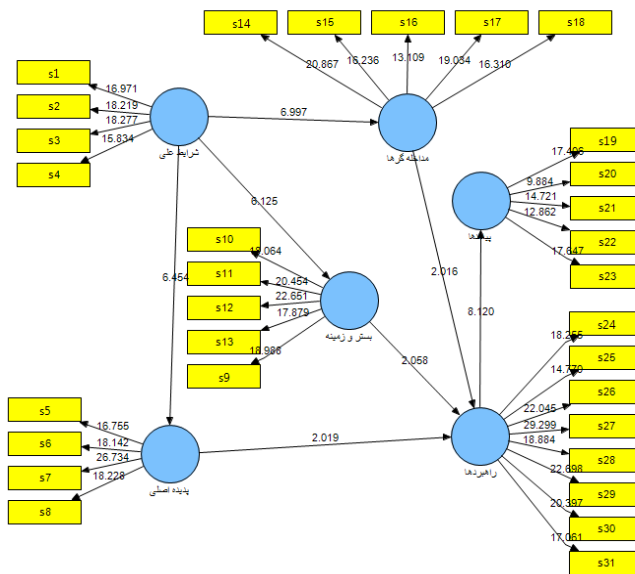 s14
s15
s16
s17
s18
20.867
16.236
13.109
19.034
16.310
s1
s2
s3
s4
16.971
18.219
18.277
15.834
شرایط علی
6.997
مداخله گرها
s19
s20
s21
s22
s23
9.884
14.721
12.862
17.647
پیامدها
6.125
6.454
2.016
8.120
s10
s11
s12
s13
s9
20.454
22.651
17.879
18.986
بستر و زمینه
2.058
s5
s6
s7
s8
16.755
18.142
26.734
18.228
پدیده اصلی
2.019
راهبردها
s24
s25
s26
s27
s28
s29
s30
s31
18.255
14.770
22.045
29.299
18.884
22.698
20.397
17.061